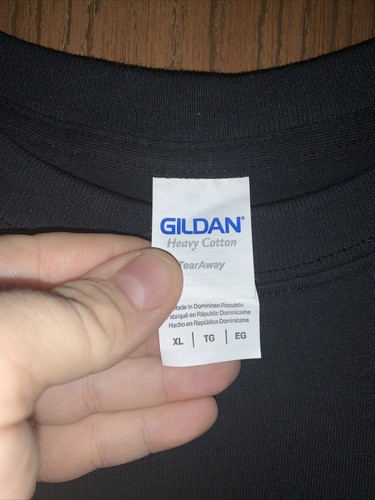 GILDAN®
Heavy Cotton
TearAway
Made in Dominican Republic
Fabriqué en République Dominicaine
Hecho en República Dominicana
XL | TG | EG